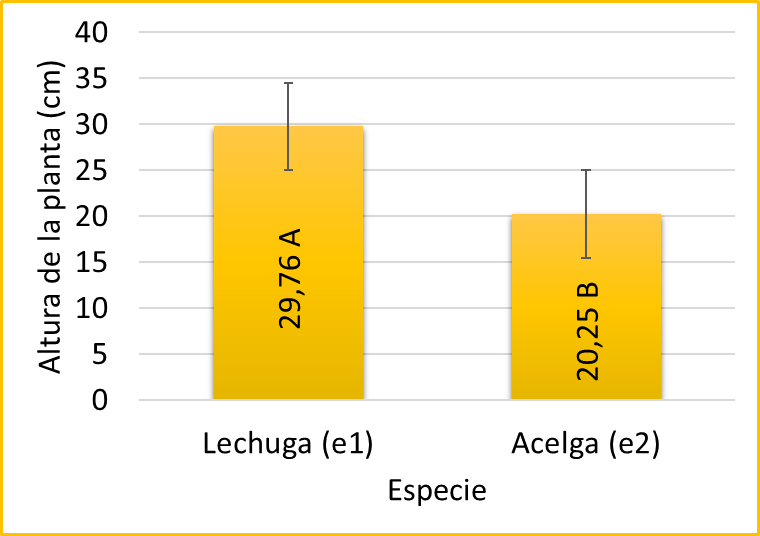 Altura de la planta (cm)
40
35
30
25
20
15
10
5
0
29,76 A
20,25 B
Lechuga (e1)
Acelga (e2)
Especie